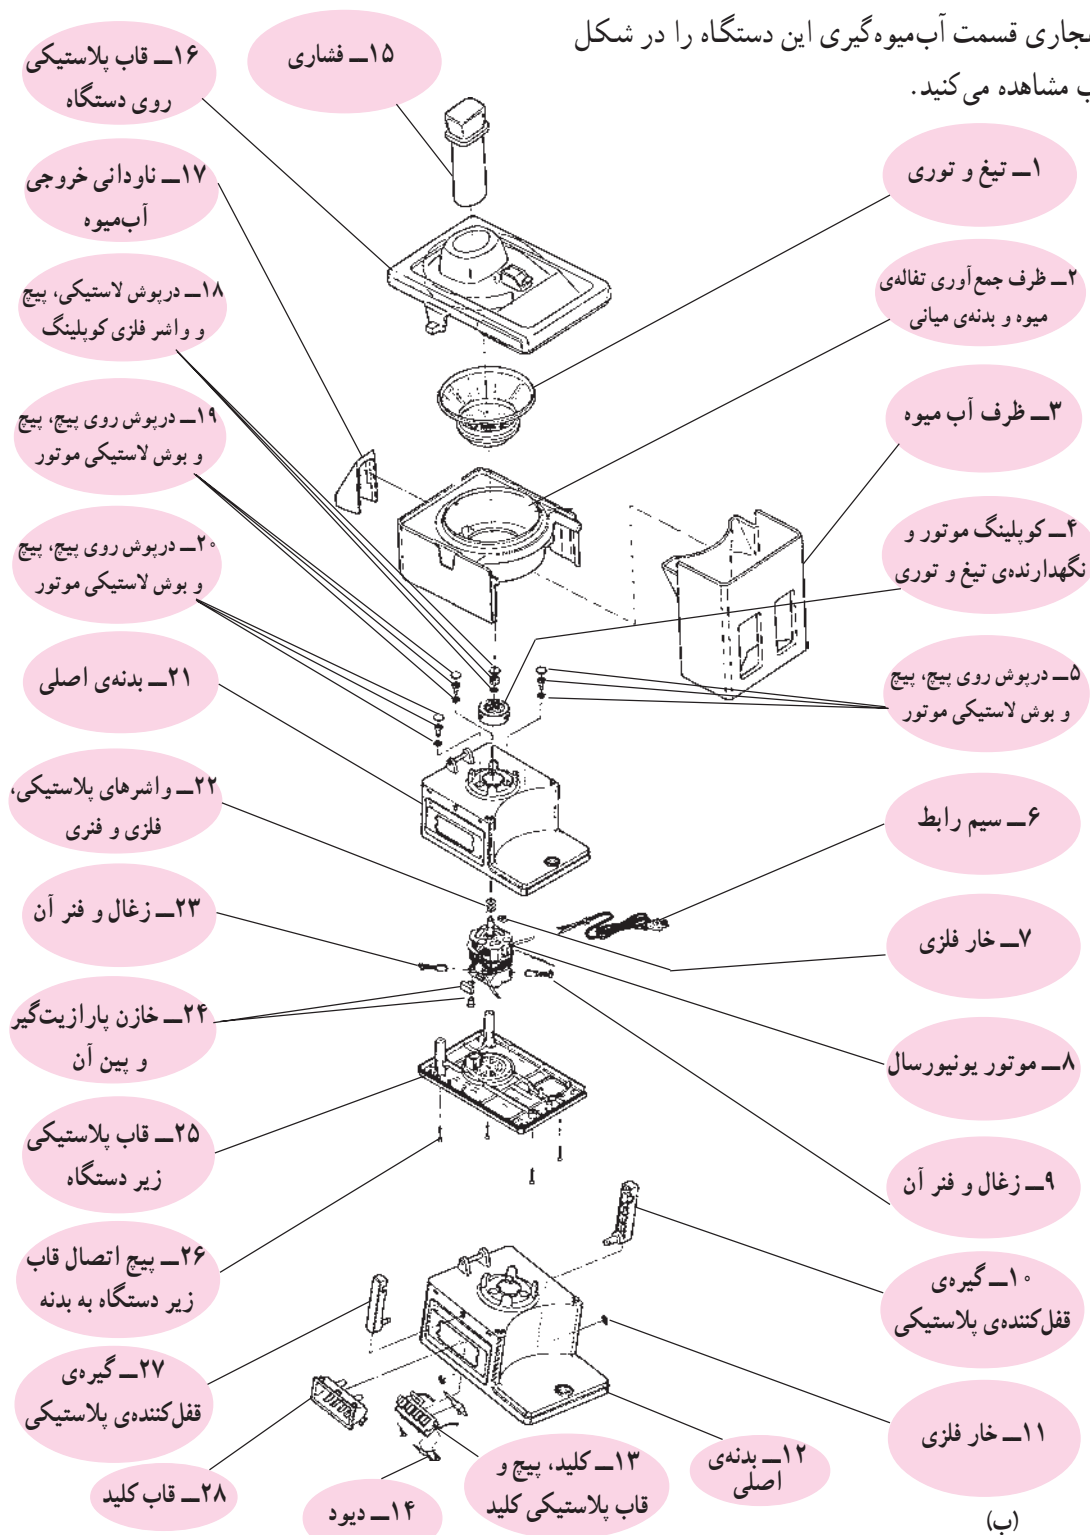 قسمت آب‌میوه‌گیری این دستگاه را در شکل
ب مشاهده می‌کنید.
۱ــ تیغ و توری
۲ــ ظرف جمع‌آوری تفاله‌ی
میوه و بدنه‌ی میانی
۳ــ ظرف آب میوه
۴ــ کوپلینگ موتور و
نگهدارنده‌ی تیغ و توری
۵ــ درپوش روی پیچ، پیچ
و بوش لاستیکی موتور
۶ــ سیم رابط
۷ــ خار فلزی
۸ــ موتور یونیورسال
۹ــ زغال و فنر آن
۱۰ــ گیره‌ی
قفل‌کننده‌ی پلاستیکی
۱۱ــ خار فلزی
۱۲ــ بدنه‌ی
اصلی
۱۳ــ کلید، پیچ و
قاب پلاستیکی کلید
۱۴ــ دیود
۱۵ــ فشاری
۱۶ــ قاب پلاستیکی
روی دستگاه
۱۷ــ ناودانی خروجی
آب‌میوه
۱۸ــ درپوش لاستیکی، پیچ
و واشر فلزی کوپلینگ
۱۹ــ درپوش روی پیچ، پیچ
و بوش لاستیکی موتور
۲۰ــ درپوش روی پیچ، پیچ
و بوش لاستیکی موتور
۲۱ــ بدنه‌ی اصلی
۲۲ــ واشرهای پلاستیکی،
فلزی و فنری
۲۳ــ زغال و فنر آن
۲۴ــ خازن پارازیت‌گیر
و پین آن
۲۵ــ قاب پلاستیکی
زیر دستگاه
۲۶ــ پیچ اتصال قاب
زیر دستگاه به بدنه
۲۷ــ گیره‌ی
قفل‌کننده‌ی پلاستیکی
۲۸ــ قاب کلید
(ب)